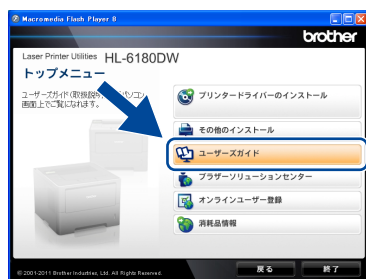 Macromedia Flash Player 8
brother
Laser Printer Utilities HL-6180DW
トップメニュー
ユーザーズガイド(取扱説 パソコン
画面上でご覧になれます。
プリンタードライバーのインストール
その他のインストール
ユーザーズガイド
ブラザーソリューションセンター
オンラインユーザー登録
消耗品情報
© 2001-2011 Brother Industries, Ltd. All Rights Reserved.
戻る
終了